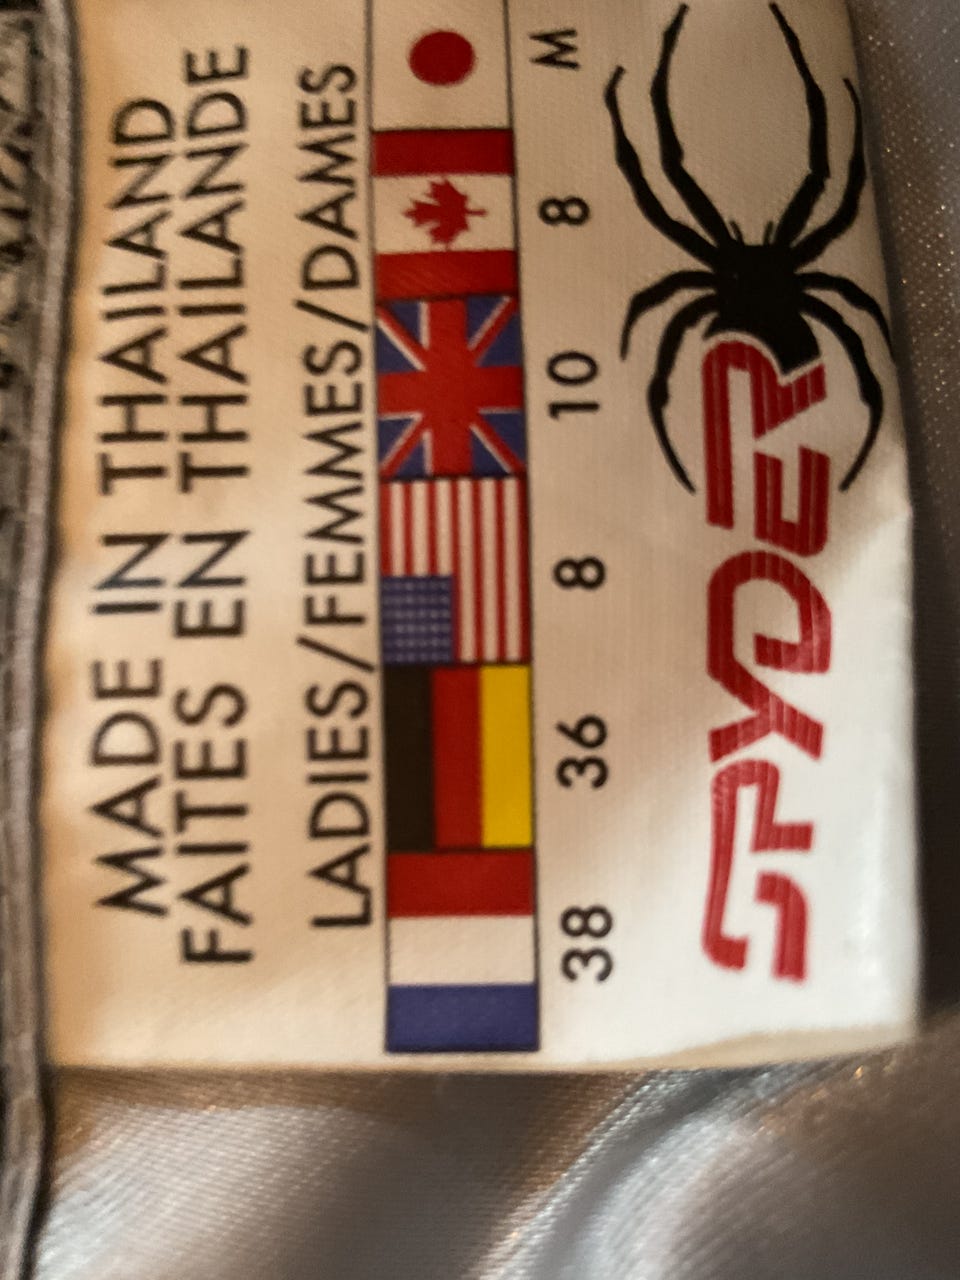 MADE IN THAILAND
FAITES EN THAILANDE
LADIES/FEMMES/DAMES
38 36 8 10 8 M
SPYDER